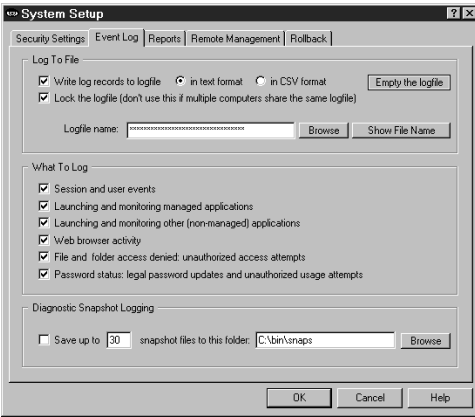 System Setup
Security Settings Event Log Reports Remote Management Rollback
Log To File
Write log records to logfile in text format in CSV format Empty the logfile
Lock the logfile (don't use this if multiple computers share the same logfile)
Logfile name: Browse Show File Name
What To Log
Session and user events
Launching and monitoring managed applications
Launching and monitoring other (non-managed) applications
Web browser activity
File and folder access denied: unauthorized access attempts
Password status: legal password updates and unauthorized usage attempts
Diagnostic Snapshot Logging
Save up to 30 snapshot files to this folder: C:\bin\snaps Browse
OK Cancel Help